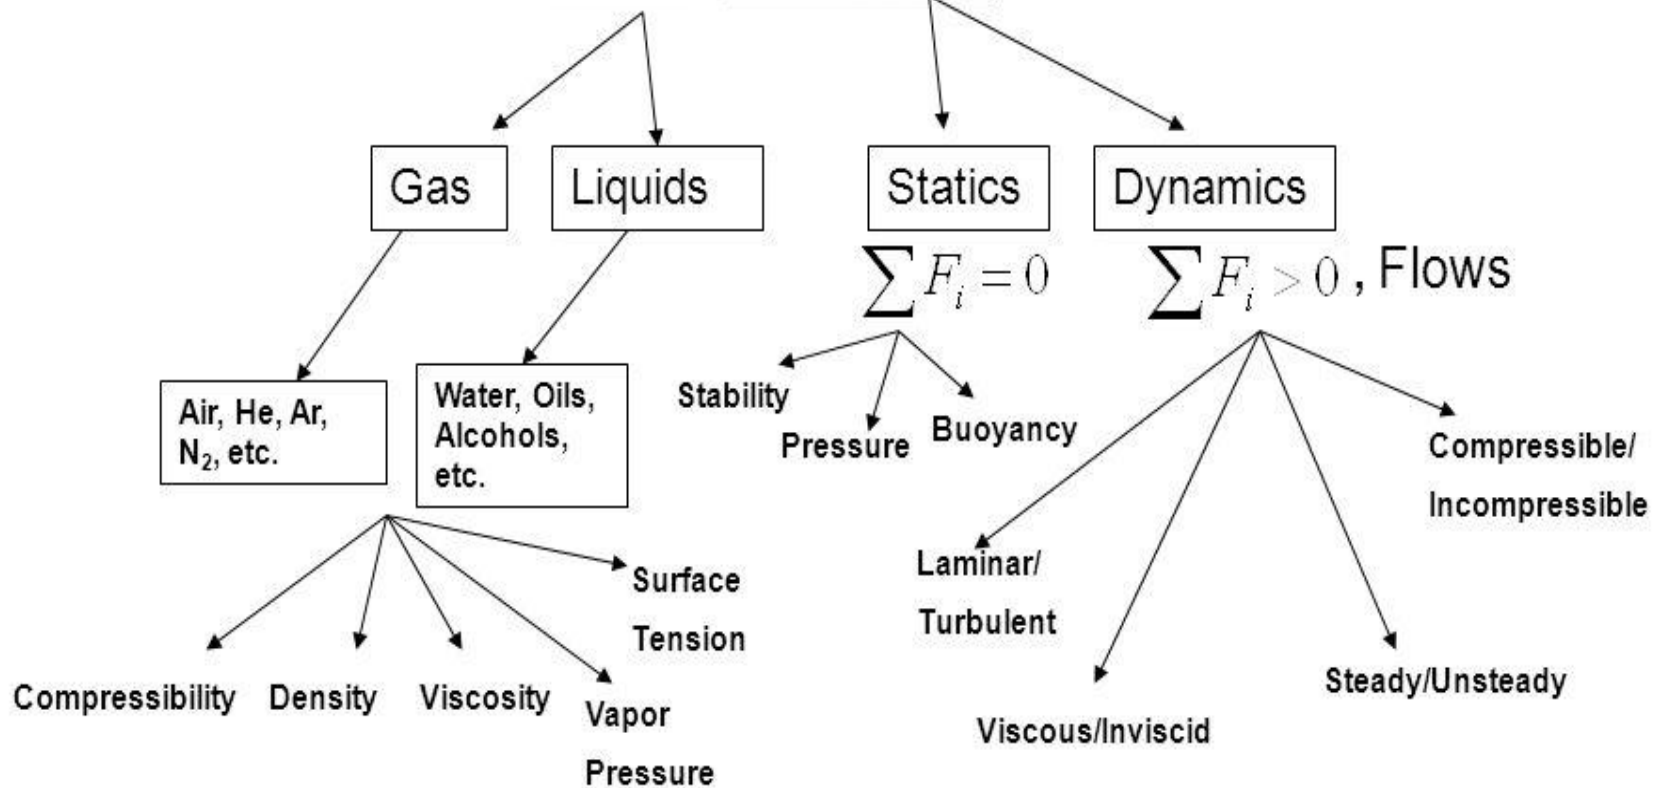 Gas
Liquids
Statics
Dynamics
∑ F_i = 0
∑ F_i > 0 , Flows
Air, He, Ar,
N₂, etc.
Water, Oils,
Alcohols,
etc.
Stability
Pressure
Buoyancy
Compressible/
Incompressible
Laminar/
Turbulent
Surface
Tension
Compressibility
Density
Viscosity
Vapor
Pressure
Viscous/Inviscid
Steady/Unsteady